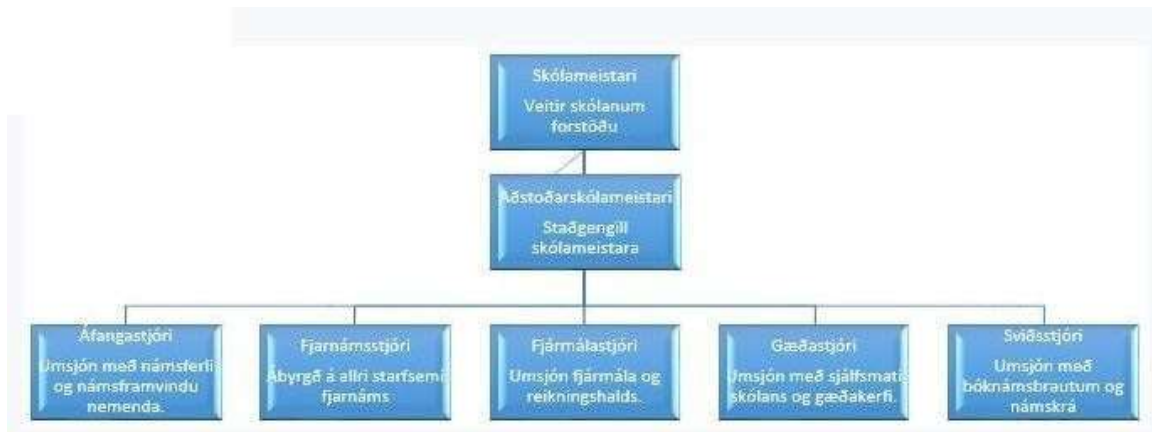 Skólameistari
Veitir skólanum
forstöðu
Aðstoðarskólameistari
Staðgengill
skólameistara
Áfangastjóri
Umsjón með námsferli
og námsframvindu
nemenda.
Fjarnámsstjóri
Ábyrgð á allri starfsemi
fjarnáms
Fjármálastjóri
Umsjón fjármála og
reikningshalds.
Gæðastjóri
Umsjón með sjálfsmati
skólans og gæðakerfi.
Sviðsstjóri
Umsjón með
bóknámsbrautum og
námskrá